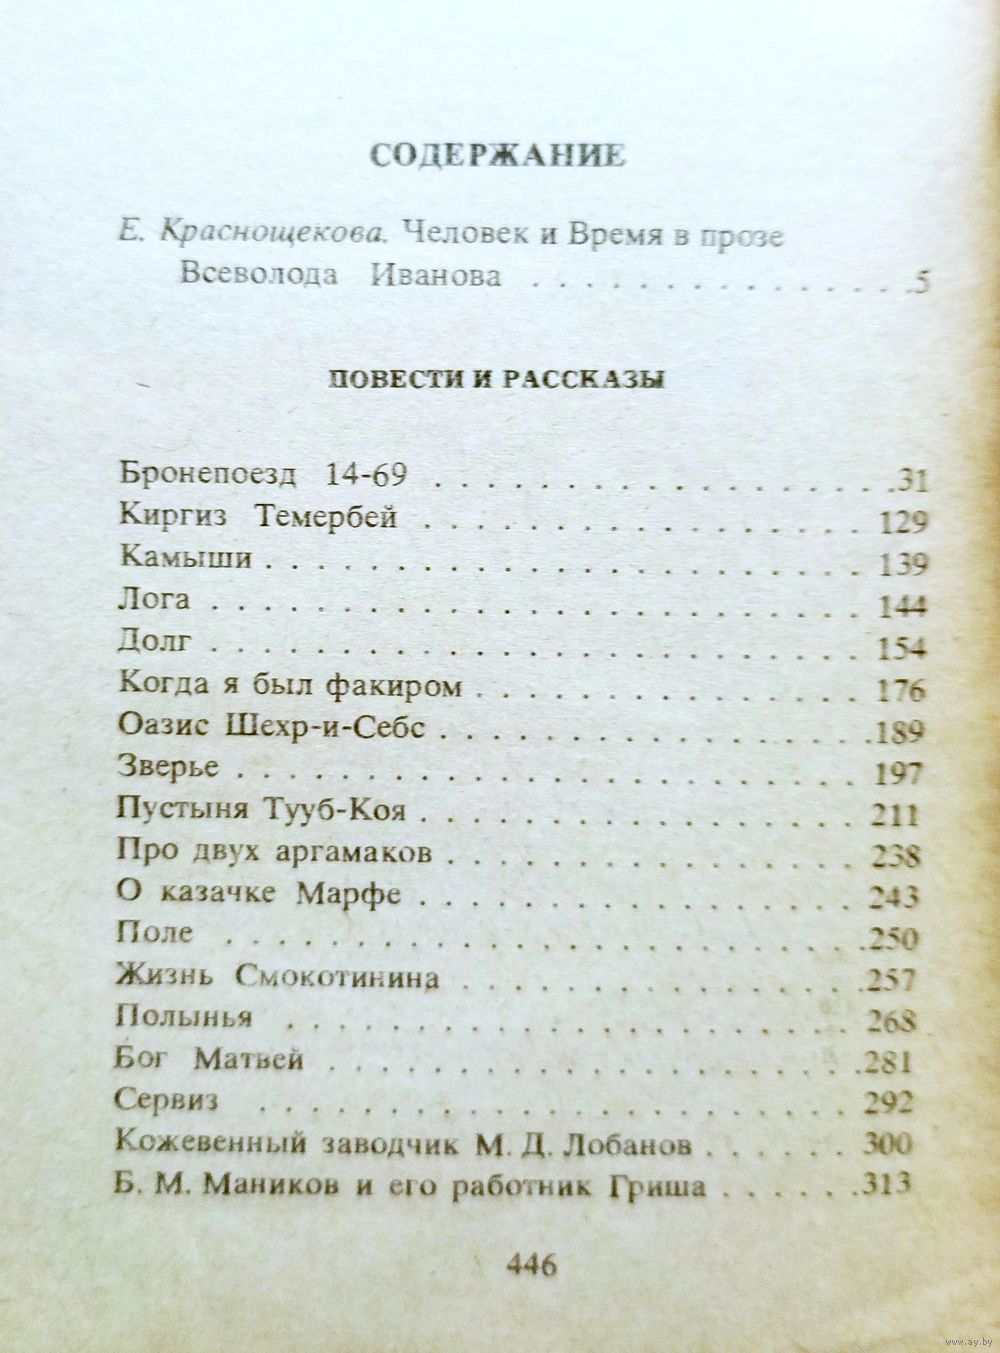 СОДЕРЖАНИЕ
Е. Краснощекова. Человек и Время в прозе
Всеволода Иванова . . . . . . . . . . . . . . . 5
ПОВЕСТИ И РАССКАЗЫ
Бронепоезд 14-69 . . . . . . . . . . . . . . . . . . 31
Киргиз Темербей . . . . . . . . . . . . . . . . . 129
Камыши . . . . . . . . . . . . . . . . . . . . . . . 139
Лога . . . . . . . . . . . . . . . . . . . . . . . . . 144
Долг . . . . . . . . . . . . . . . . . . . . . . . . . 154
Когда я был факиром . . . . . . . . . . . . . . . 176
Оазис Шехр-и-Себс . . . . . . . . . . . . . . . . . 189
Зверье . . . . . . . . . . . . . . . . . . . . . . . . 197
Пустыня Тууб-Коя . . . . . . . . . . . . . . . . . 211
Про двух аргамаков . . . . . . . . . . . . . . . . 238
О казачке Марфе . . . . . . . . . . . . . . . . . 243
Поле . . . . . . . . . . . . . . . . . . . . . . . . . 250
Жизнь Смокотинина . . . . . . . . . . . . . . . . 257
Полынья . . . . . . . . . . . . . . . . . . . . . . 268
Бог Матвей . . . . . . . . . . . . . . . . . . . . . 281
Сервиз . . . . . . . . . . . . . . . . . . . . . . . 292
Кожевенный заводчик М. Д. Лобанов . . . . . . 300
Б. М. Маников и его работник Гриша . . . . . . 313
446
www.ay.by